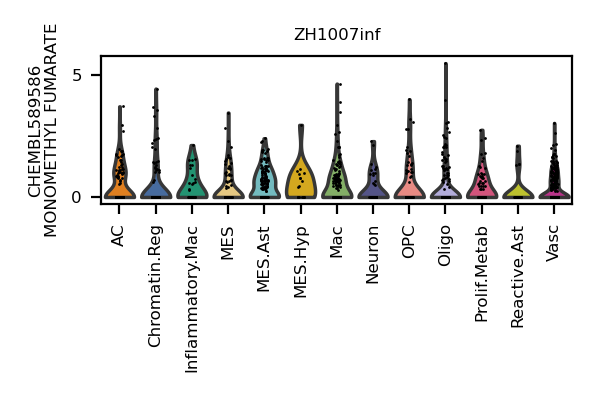 ZH1007inf
CHEMBL589586
MONOMETHYL FUMARATE
5
0
AC
Chromatin.Reg
Inflammatory.Mac
MES
MES.Ast
MES.Hyp
Mac
Neuron
OPC
Oligo
Prolif.Metab
Reactive.Ast
Vasc